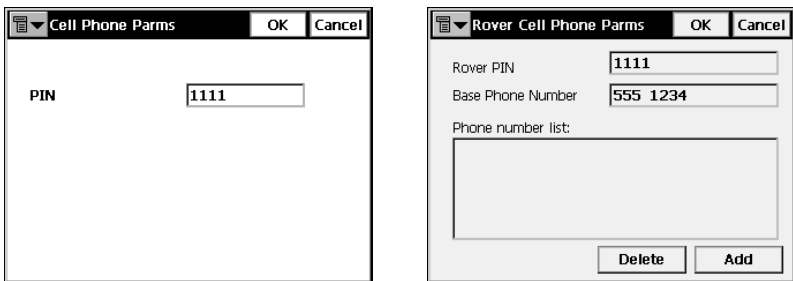 Cell Phone Parms OK Cancel
PIN 1111
Rover Cell Phone Parms OK Cancel
Rover PIN 1111
Base Phone Number 555 1234
Phone number list:
Delete Add